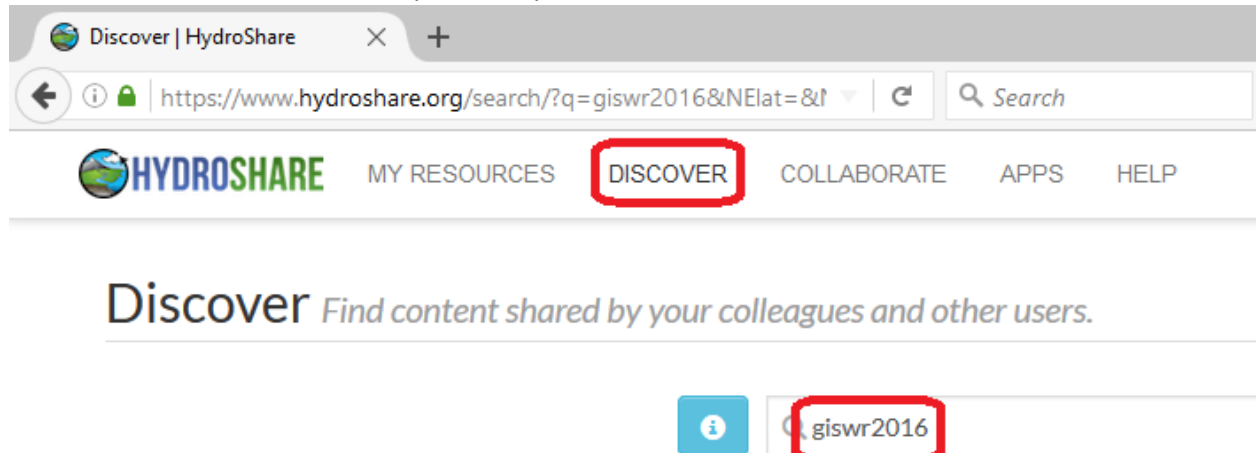 Discover | HydroShare
https://www.hydroshare.org/search/?q=giswr2016&NElat=&
Search
HYDROSHARE MY RESOURCES DISCOVER COLLABORATE APPS HELP
Discover Find content shared by your colleagues and other users.
giswr2016